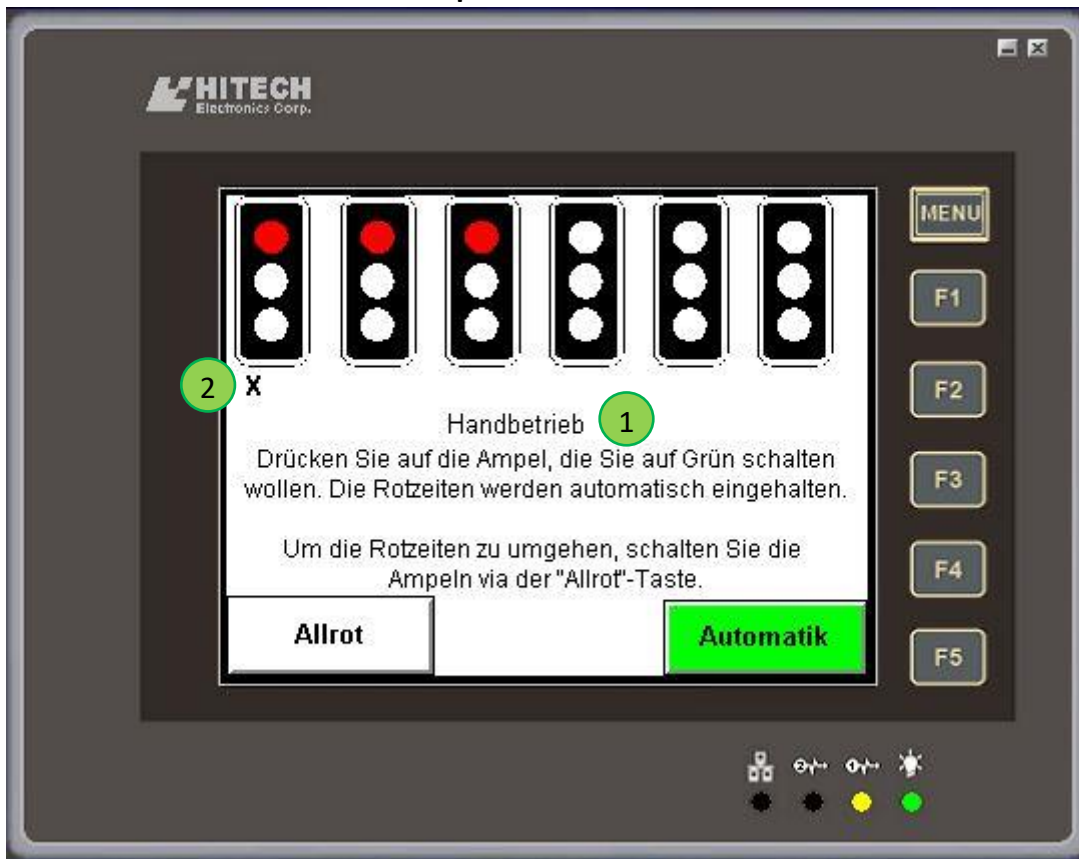 HITECH
Electronics Corp.
MENU
F1
2
X
F2
Handbetrieb 1
Drücken Sie auf die Ampel, die Sie auf Grün schalten
wollen. Die Rotzeiten werden automatisch eingehalten.
F3
Um die Rotzeiten zu umgehen, schalten Sie die
Ampeln via der "Allrot"-Taste.
F4
Allrot
Automatik
F5